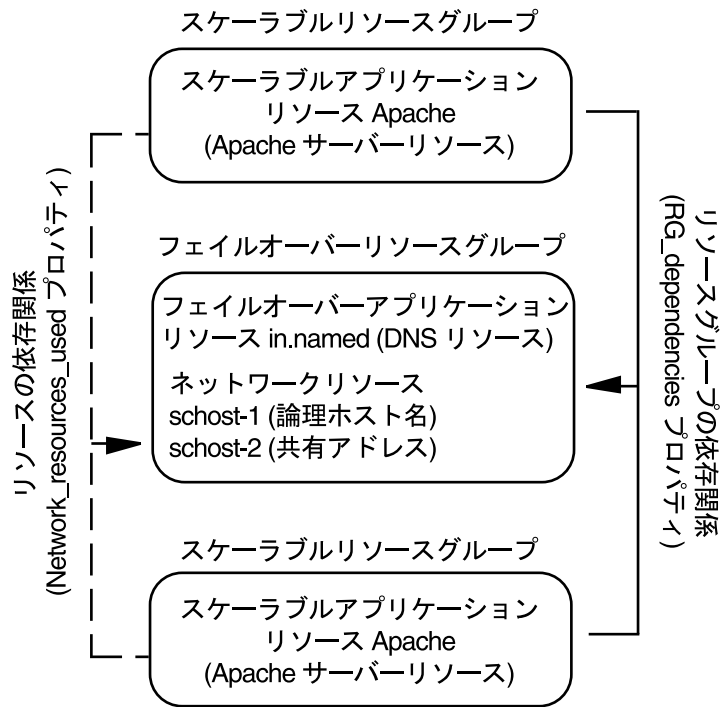 スケーラブルリソースグループ
スケーラブルアプリケーション
リソース Apache
(Apache サーバーリソース)
フェイルオーバーリソースグループ
フェイルオーバーアプリケーション
リソース in.named (DNS リソース)
ネットワークリソース
schost-1 (論理ホスト名)
schost-2 (共有アドレス)
スケーラブルリソースグループ
スケーラブルアプリケーション
リソース Apache
(Apache サーバーリソース)
リソースの依存関係
(Network_resources_used プロパティ)
リソースグループの依存関係
(RG_dependencies プロパティ)